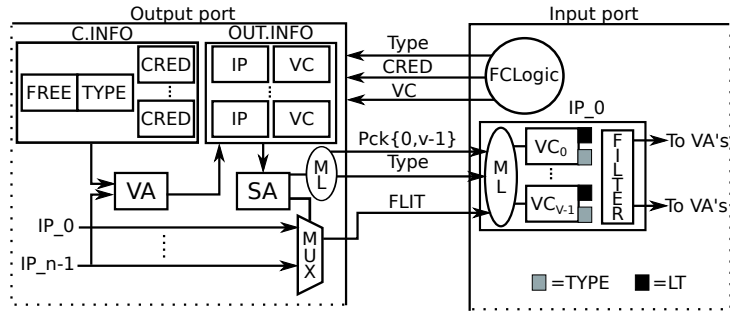 Output port
Input port
C.INFO
OUT.INFO
FREE
TYPE
CRED
CRED
IP
VC
IP
VC
Type
CRED
VC
FCLogic
IP_0
Pck{0,v-1}
Type
FLIT
VA
SA
ML
MUX
IP_0
IP_n-1
ML
VC0
VCV-1
FILTER
To VA's
To VA's
=TYPE
=LT